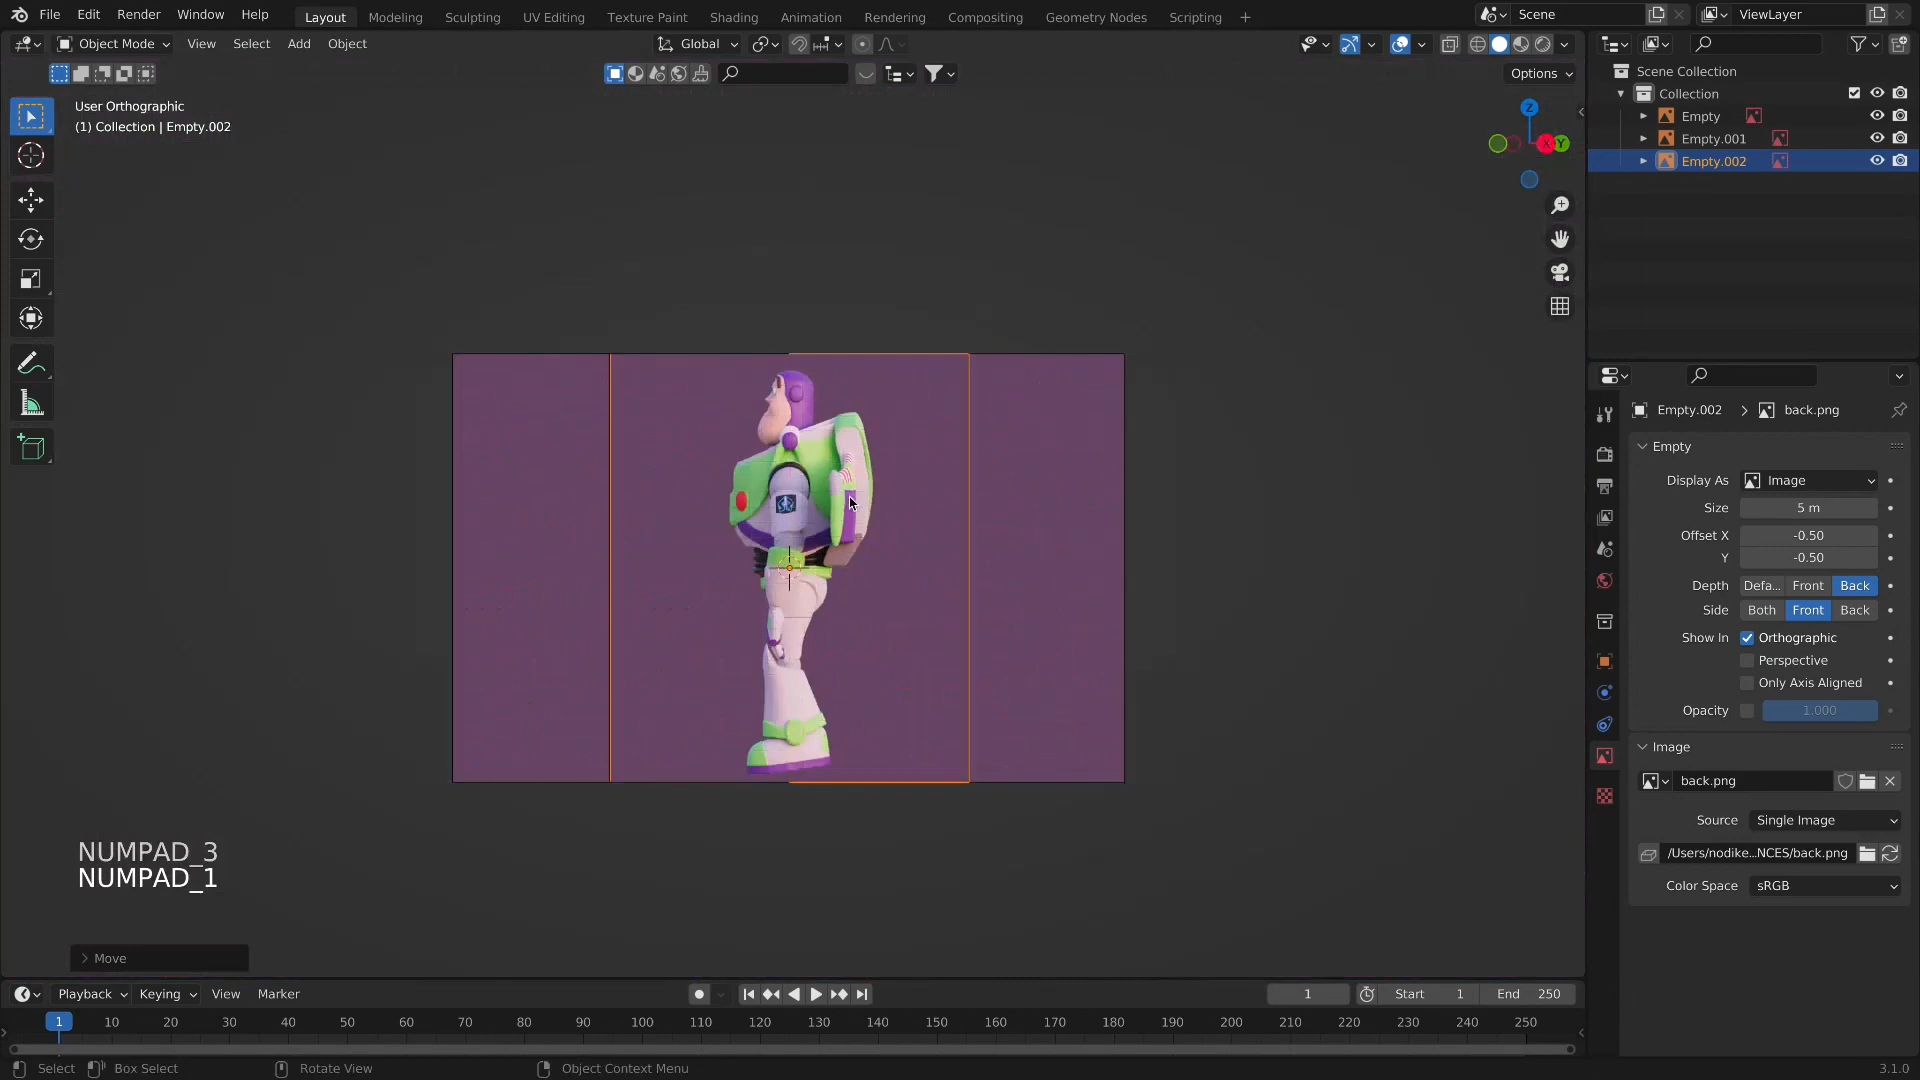 File Edit Render Window Help Layout Modeling Sculpting UV Editing Texture Paint Shading Animation Rendering Compositing Geometry Nodes Scripting + Scene ViewLayer
Object Mode View Select Add Object Global
Options
User Orthographic
(1) Collection | Empty.002
Z
X
Y
Scene Collection
Collection
Empty
Empty.001
Empty.002
Empty.002 > back.png
Empty
Display As Image
Size 5 m
Offset X -0.50
Y -0.50
Depth Defa... Front Back
Side Both Front Back
Show In Orthographic
Perspective
Only Axis Aligned
Opacity 1.000
Image
back.png
Source Single Image
/Users/nodike...NCES/back.png
Color Space sRGB
NUMPAD_3
NUMPAD_1
> Move
Playback Keying View Marker 1 Start 1 End 250
1 10 20 30 40 50 60 70 80 90 100 110 120 130 140 150 160 170 180 190 200 210 220 230 240 250
Select Box Select Rotate View Object Context Menu 3.1.0